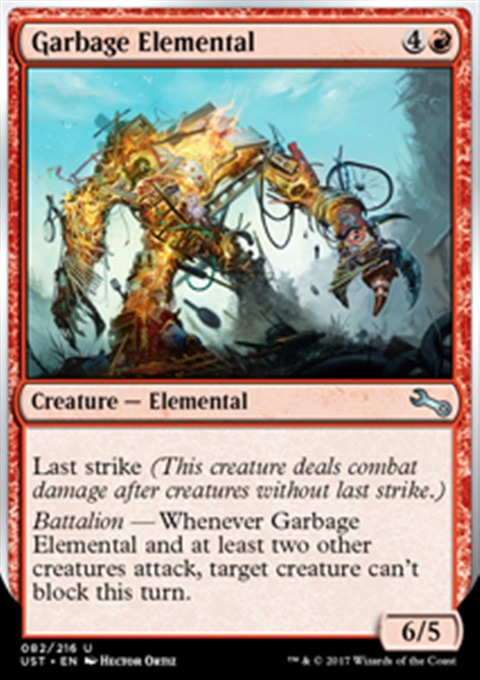 Garbage Elemental 4
Creature — Elemental
Last strike (This creature deals combat
damage after creatures without last strike.)
Battalion — Whenever Garbage
Elemental and at least two other
creatures attack, target creature can't
block this turn.
6/5
082/216 U
UST • EN Hector Ortiz
™ & © 2017 Wizards of the Coast